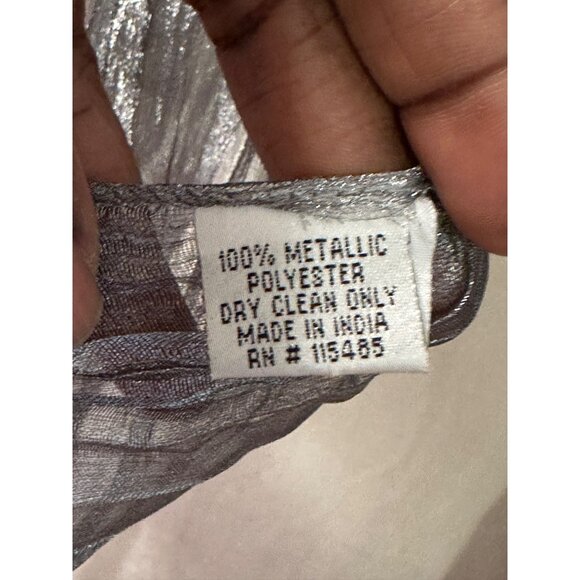 100% METALLIC
POLYESTER
DRY CLEAN ONLY
MADE IN INDIA
RN # 115485